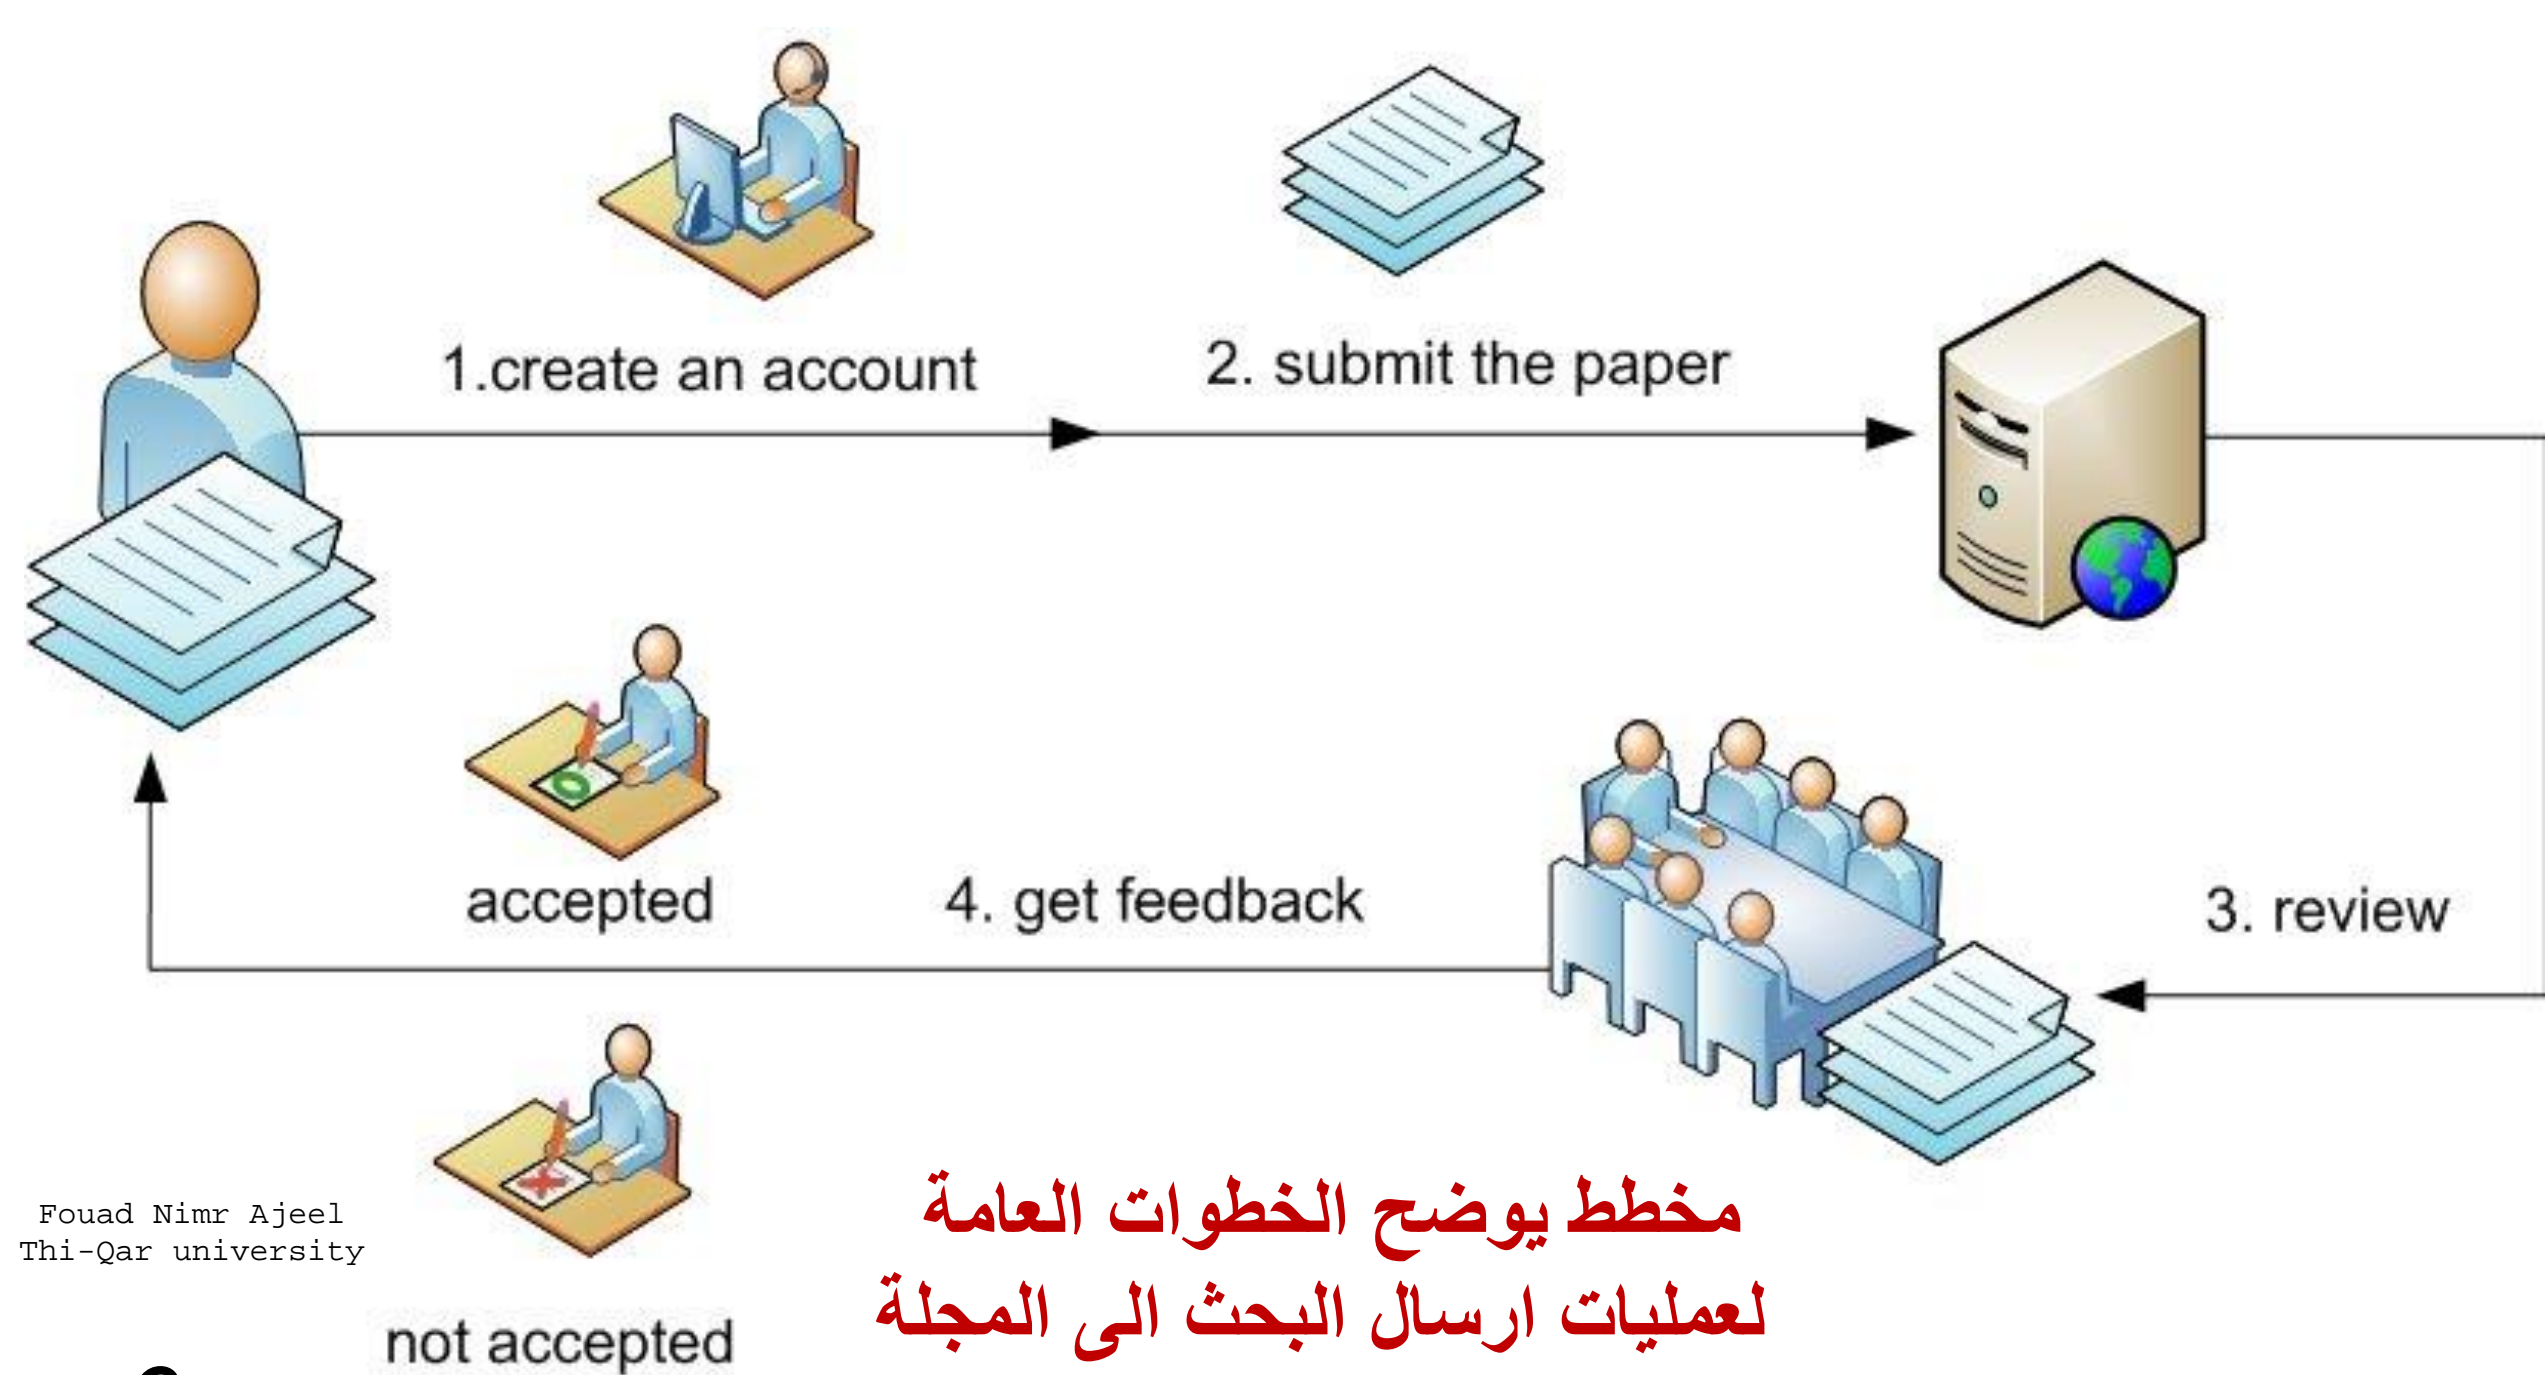 1.create an account
2. submit the paper
accepted
4. get feedback
3. review
Fouad Nimr Ajeel
Thi-Qar university
not accepted
مخطط يوضح الخطوات العامة
لعمليات ارسال البحث الى المجلة